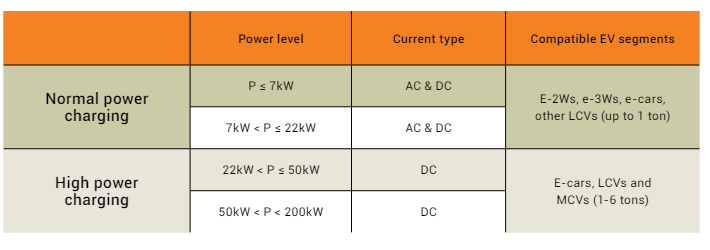 Power level
Current type
Compatible EV segments
Normal power
charging
P ≤ 7kW
AC & DC
7kW < P ≤ 22kW
AC & DC
E-2Ws, e-3Ws, e-cars,
other LCVs (up to 1 ton)
High power
charging
22kW < P ≤ 50kW
DC
50kW < P < 200kW
DC
E-cars, LCVs and
MCVs (1-6 tons)